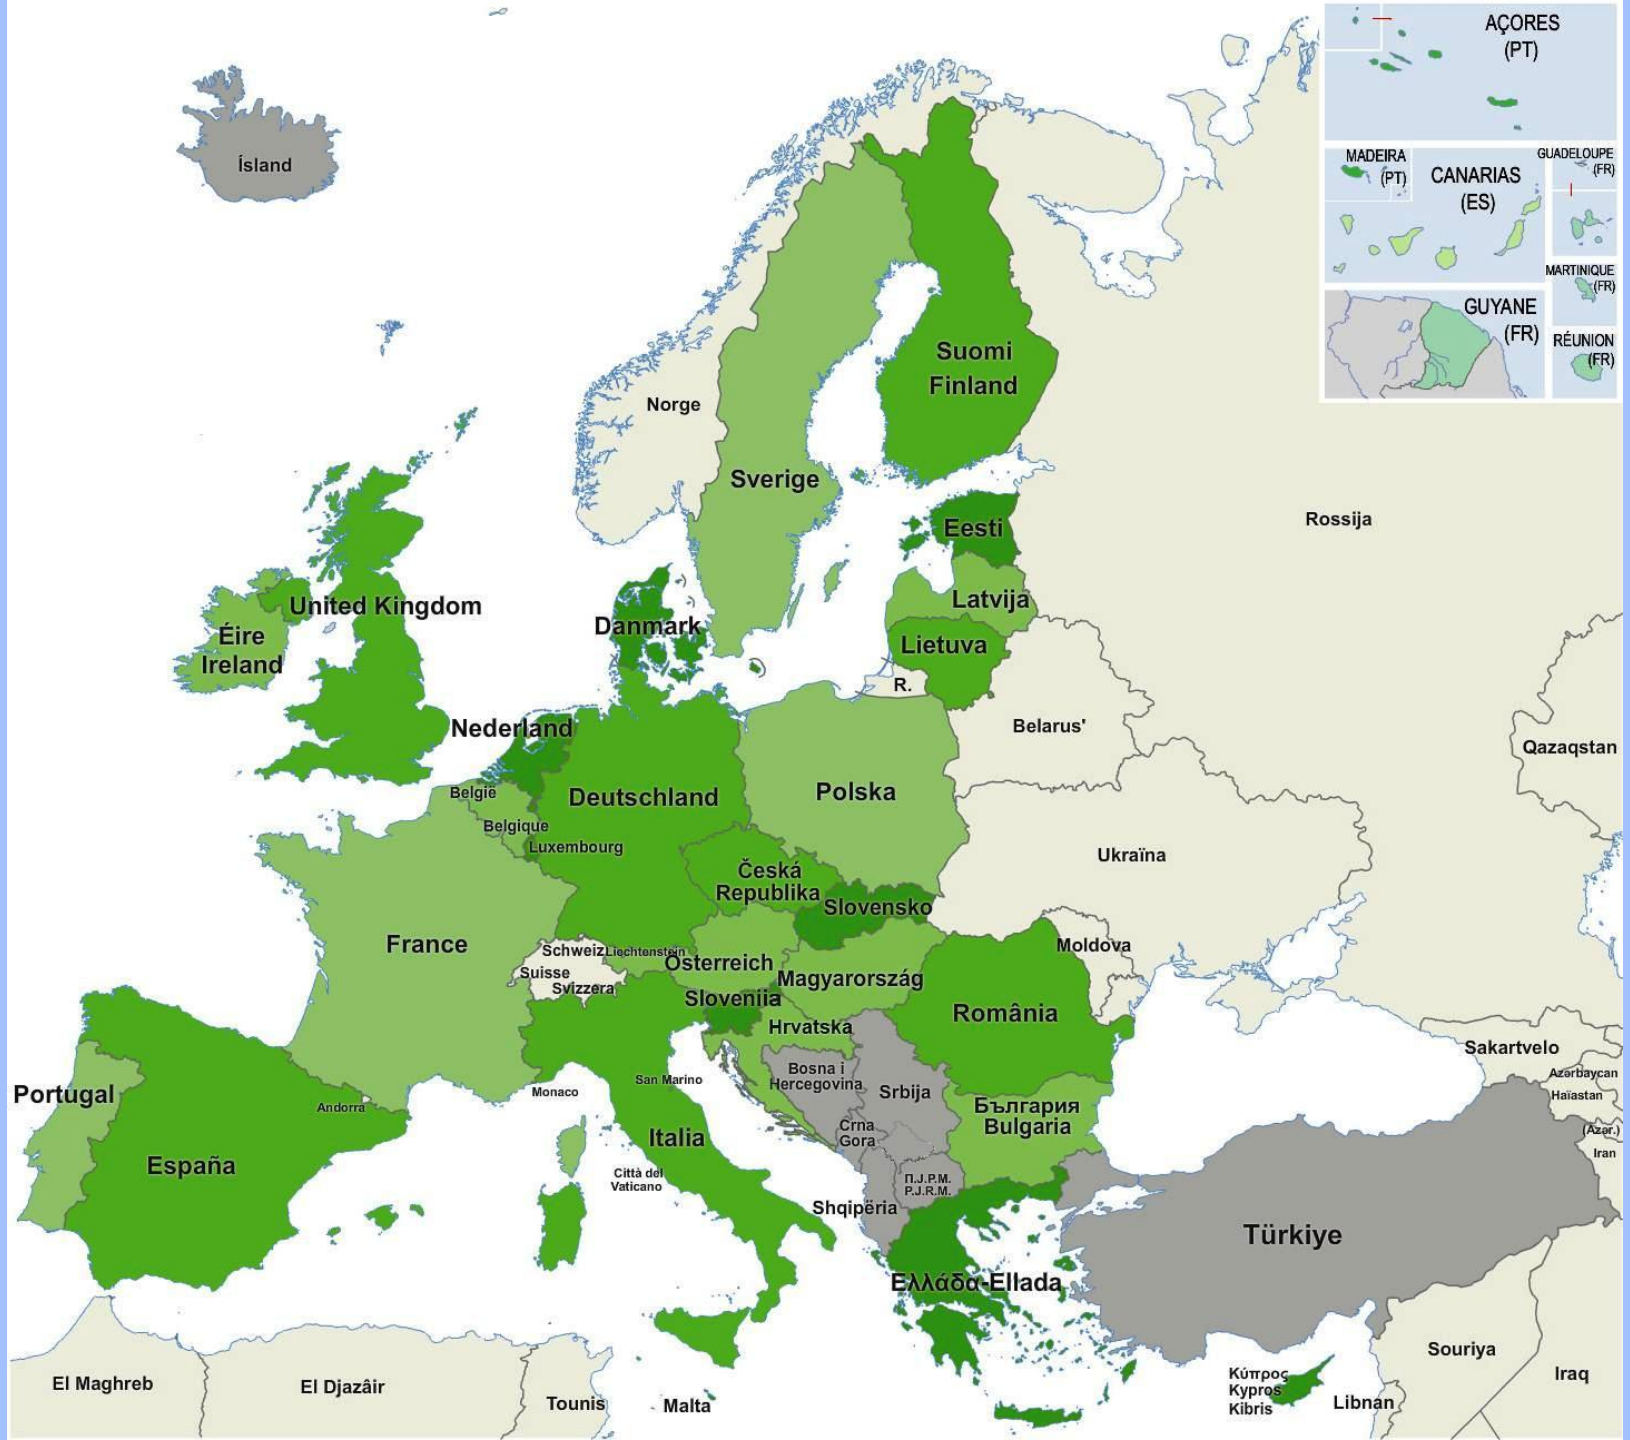 AÇORES
(PT)
MADEIRA
(PT)
CANARIAS
(ES)
GUADELOUPE
(FR)
MARTINIQUE
(FR)
GUYANE
(FR)
RÉUNION
(FR)
Ísland
Suomi
Finland
Norge
Sverige
Rossija
Eesti
Latvija
United Kingdom
Danmark
Éire
Ireland
Lietuva
R.
Nederland
Belarus'
Qazaqstan
België
Deutschland
Polska
Belgique
Luxembourg
Ukraïna
Česká
Republika
Slovensko
France
Schweiz
Liechtenstein
Österreich
Moldova
Suisse
Svizzera
Magyarország
Slovenija
România
Hrvatska
Sakartvelo
Portugal
Andorra
Monaco
San Marino
Bosna i
Hercegovina
Srbija
България
Bulgaria
Azərbaycan
Haïastan
(Azər.)
Iran
España
Italia
Crna
Gora
Città del
Vaticano
П.Ј.Р.М.
P.J.R.M.
Shqipëria
Türkiye
Ελλάδα-Ellada
El Maghreb
El Djazâir
Tounis
Malta
Κύπρος
Kypros
Kibris
Libnan
Souriya
Iraq